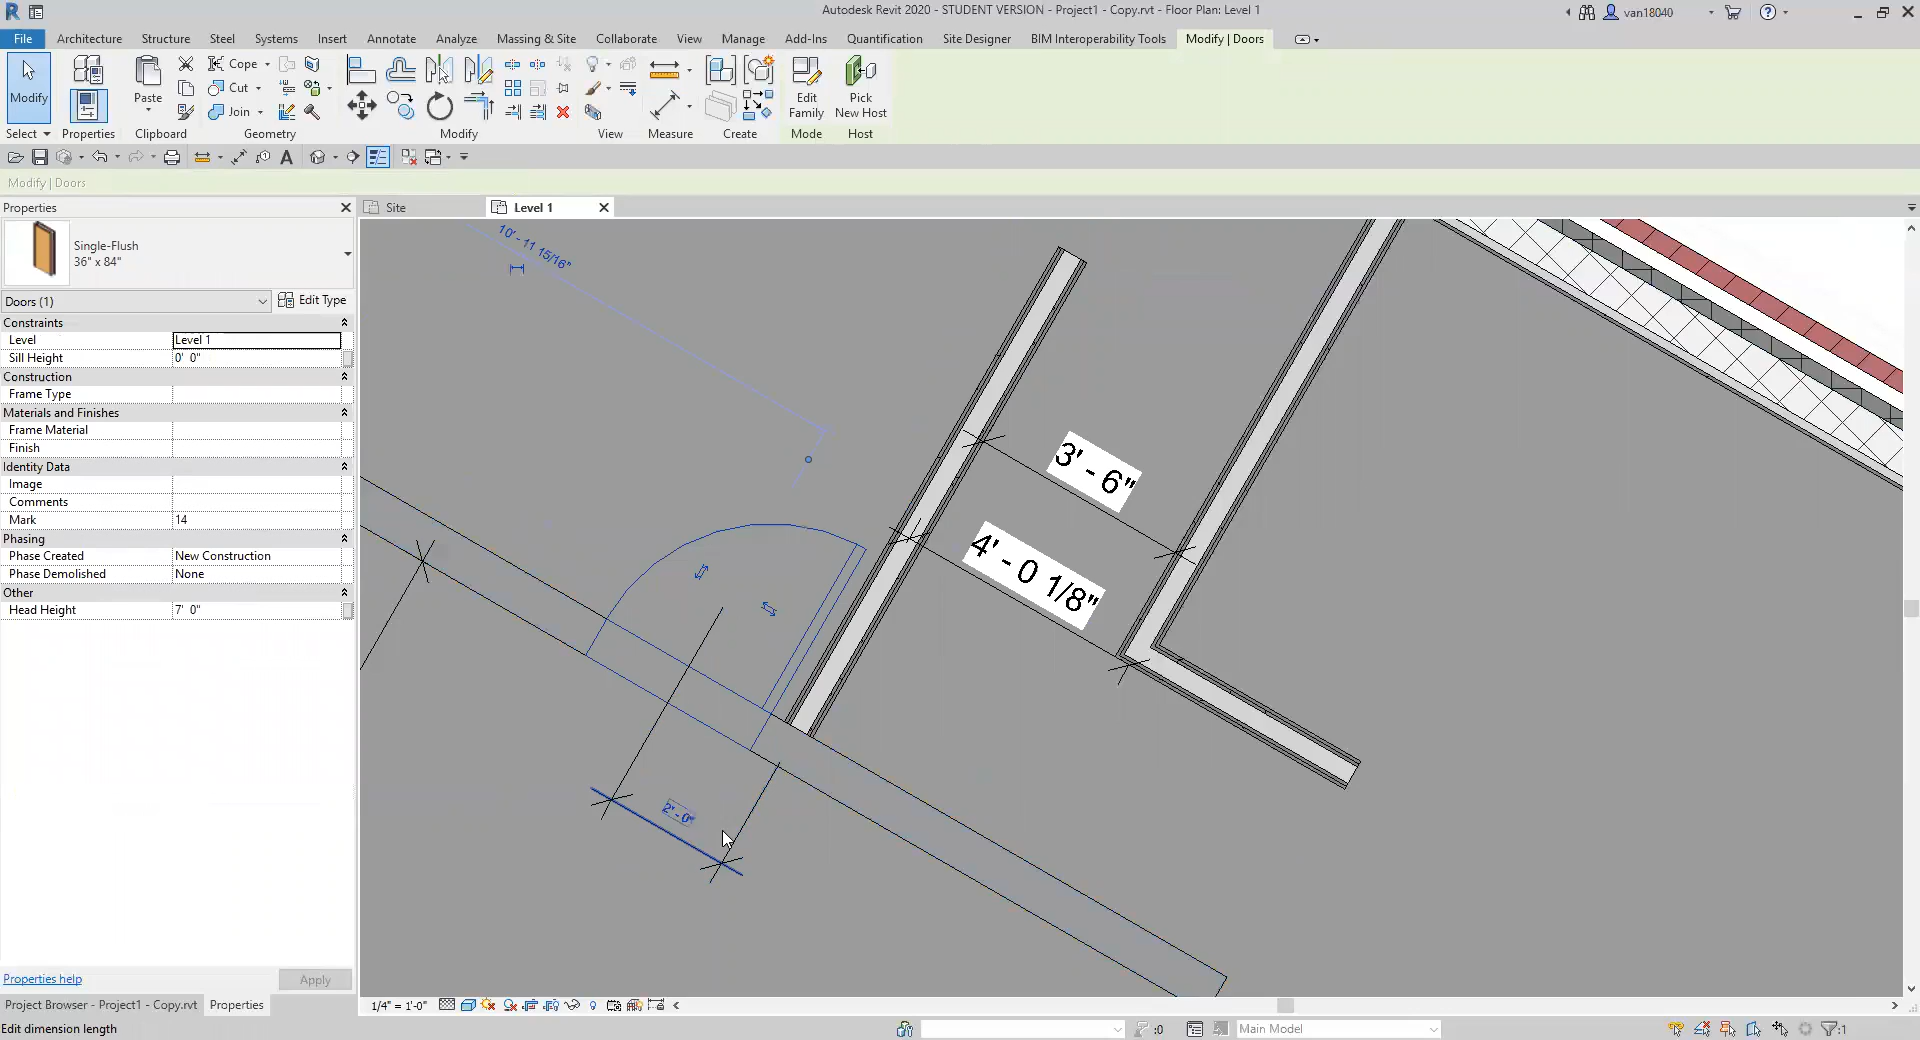 Autodesk Revit 2020 - STUDENT VERSION - Project1 - Copy.rvt - Floor Plan: Level 1
van18040
File Architecture Structure Steel Systems Insert Annotate Analyze Massing & Site Collaborate View Manage Add-Ins Quantification Site Designer BIM Interoperability Tools Modify | Doors
Modify
Paste
Cope
Cut
Join
Edit Family
Pick New Host
Select Properties Clipboard Geometry Modify View Measure Create Mode Host
Modify | Doors
Properties
Site
Level 1
Single-Flush
36" x 84"
Doors (1)
Edit Type
Constraints
Level Level 1
Sill Height 0' 0"
Construction
Frame Type
Materials and Finishes
Frame Material
Finish
Identity Data
Image
Comments
Mark 14
Phasing
Phase Created New Construction
Phase Demolished None
Other
Head Height 7' 0"
10' - 11 15/16"
3' - 6"
4' - 0 1/8"
2' - 0"
Properties help
Apply
Project Browser - Project1 - Copy.rvt Properties
1/4" = 1'-0"
Edit dimension length
:0
Main Model
:1